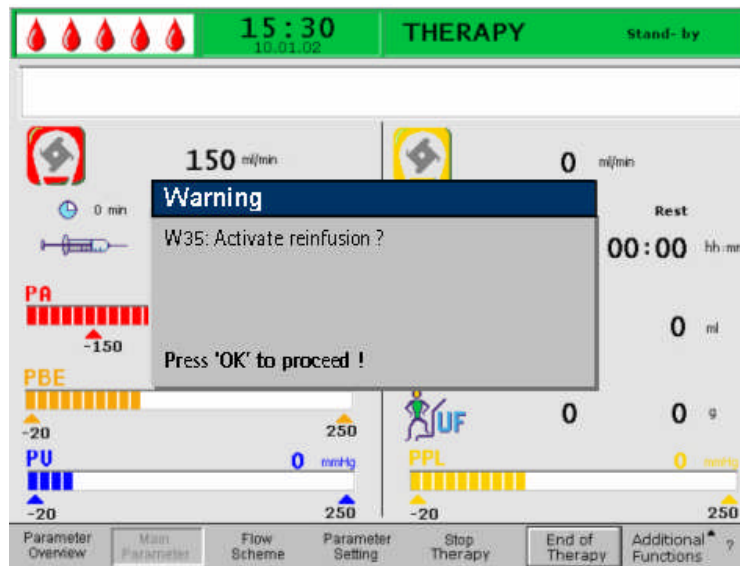 15:30
10.01.02
THERAPY
Stand- by
150 ml/min
0 ml/min
0 min
Rest
00:00 hh:mm
Warning
W35: Activate reinfusion ?
Press 'OK' to proceed !
PA
-150
0 ml
PBE
-20
250
UF
0
0 g
PV
0 mmHg
-20
250
PPL
0 mmHg
-20
250
Parameter Overview
Main Parameter
Flow Scheme
Parameter Setting
Stop Therapy
End of Therapy
Additional Functions
?